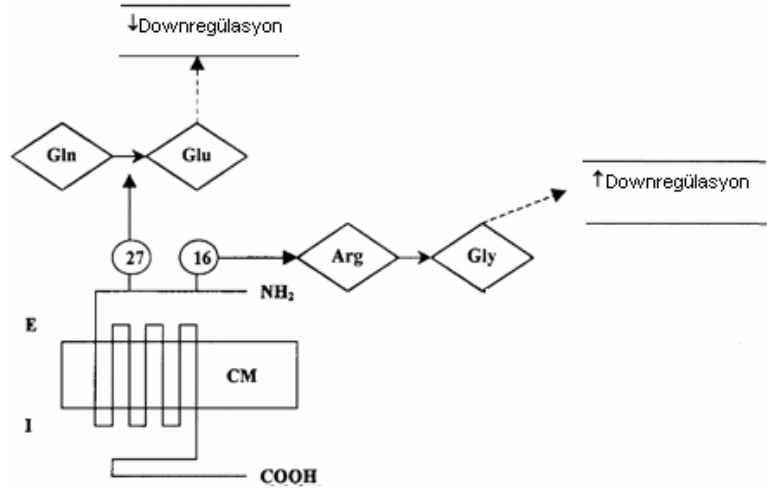 ↓Downregülasyon
Gln
Glu
↑Downregülasyon
27
16
Arg
Gly
NH₂
E
CM
I
COOH